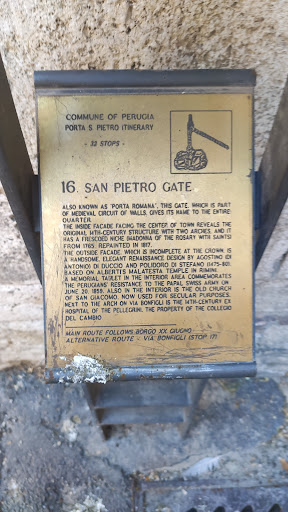 COMMUNE OF PERUGIA
PORTA S. PIETRO ITINERARY
- 32 STOPS -
16. SAN PIETRO GATE
ALSO KNOWN AS 'PORTA ROMANA', THIS GATE, WHICH IS PART
OF MEDIEVAL CIRCUIT OF WALLS, GIVES ITS NAME TO THE ENTIRE
QUARTER.
THE INSIDE FACADE FACING THE CENTER OF TOWN REVEALS THE
ORIGINAL 14TH-CENTURY STRUCTURE WITH TWO ARCHES, AND IT
HAS A FRESCOED NICHE (MADONNA OF THE ROSARY WITH SAINTS)
FROM 1765; REPAINTED IN 1817.
THE OUTSIDE FACADE, WHICH IS INCOMPLETE AT THE CROWN, IS
A HANDSOME, ELEGANT RENAISSANCE DESIGN BY AGOSTINO DI
ANTONIO DI DUCCIO AND POLIDORO DI STEFANO (1475-80),
BASED ON ALBERTI'S MALATESTA TEMPLE IN RIMINI.
A MEMORIAL TABLET IN THE INTERIOR AREA COMMEMORATES
THE PERUGIANS' RESISTANCE TO THE PAPAL SWISS ARMY ON
JUNE 20, 1859. ALSO IN THE INTERIOR IS THE OLD CHURCH
OF SAN GIACOMO, NOW USED FOR SECULAR PURPOSES.
NEXT TO THE ARCH ON VIA BONFIGLI IS THE 14TH-CENTURY EX
HOSPITAL OF THE PELLEGRINI, THE PROPERTY OF THE COLLEGIO
DEL CAMBIO
MAIN ROUTE FOLLOWS BORGO XX GIUGNO
ALTERNATIVE ROUTE - VIA BONFIGLI (STOP 17)